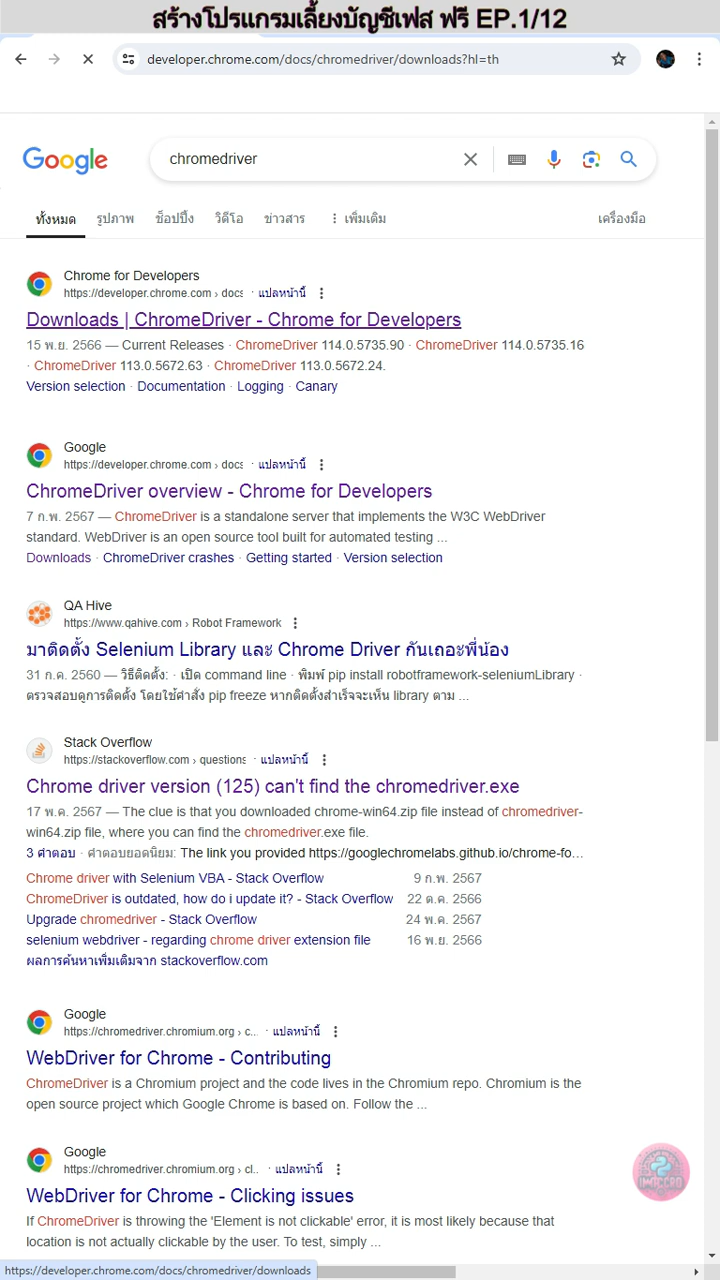 สร้างโปรแกรมเลี้ยงบัญชีเฟส ฟรี EP.1/12
developer.chrome.com/docs/chromedriver/downloads?hl=th
Google
chromedriver
ทั้งหมด รูปภาพ ช็อปปิ้ง วิดีโอ ข่าวสาร เพิ่มเติม เครื่องมือ
Chrome for Developers
https://developer.chrome.com › docs · แปลหน้านี้
Downloads | ChromeDriver - Chrome for Developers
15 พ.ย. 2566 — Current Releases · ChromeDriver 114.0.5735.90 · ChromeDriver 114.0.5735.16
· ChromeDriver 113.0.5672.63 · ChromeDriver 113.0.5672.24.
Version selection · Documentation · Logging · Canary
Google
https://developer.chrome.com › docs · แปลหน้านี้
ChromeDriver overview - Chrome for Developers
7 ก.พ. 2567 — ChromeDriver is a standalone server that implements the W3C WebDriver
standard. WebDriver is an open source tool built for automated testing ...
Downloads · ChromeDriver crashes · Getting started · Version selection
QA Hive
https://www.qahive.com › Robot Framework
มาติดตั้ง Selenium Library และ Chrome Driver กันเถอะพี่น้อง
31 ก.ค. 2560 — วิธีติดตั้ง: · เปิด command line · พิมพ์ pip install robotframework-seleniumLibrary ·
ตรวจสอบดูการติดตั้ง โดยใช้คำสั่ง pip freeze หากติดตั้งสำเร็จจะเห็น library ตาม ...
Stack Overflow
https://stackoverflow.com › questions · แปลหน้านี้
Chrome driver version (125) can't find the chromedriver.exe
17 พ.ค. 2567 — The clue is that you downloaded chrome-win64.zip file instead of chromedriver-
win64.zip file, where you can find the chromedriver.exe file.
3 คำตอบ · คำตอบยอดนิยม: The link you provided https://googlechromelabs.github.io/chrome-fo…
Chrome driver with Selenium VBA - Stack Overflow 9 ก.พ. 2567
ChromeDriver is outdated, how do i update it? - Stack Overflow 22 ต.ค. 2566
Upgrade chromedriver - Stack Overflow 24 พ.ค. 2567
selenium webdriver - regarding chrome driver extension file 16 พ.ย. 2566
ผลการค้นหาเพิ่มเติมจาก stackoverflow.com
Google
https://chromedriver.chromium.org › c... · แปลหน้านี้
WebDriver for Chrome - Contributing
ChromeDriver is a Chromium project and the code lives in the Chromium repo. Chromium is the
open source project which Google Chrome is based on. Follow the ...
Google
https://chromedriver.chromium.org › cl.. · แปลหน้านี้
WebDriver for Chrome - Clicking issues
If ChromeDriver is throwing the 'Element is not clickable' error, it is most likely because that
location is not actually clickable by the user. To test, simply ...
https://developer.chrome.com/docs/chromedriver/downloads